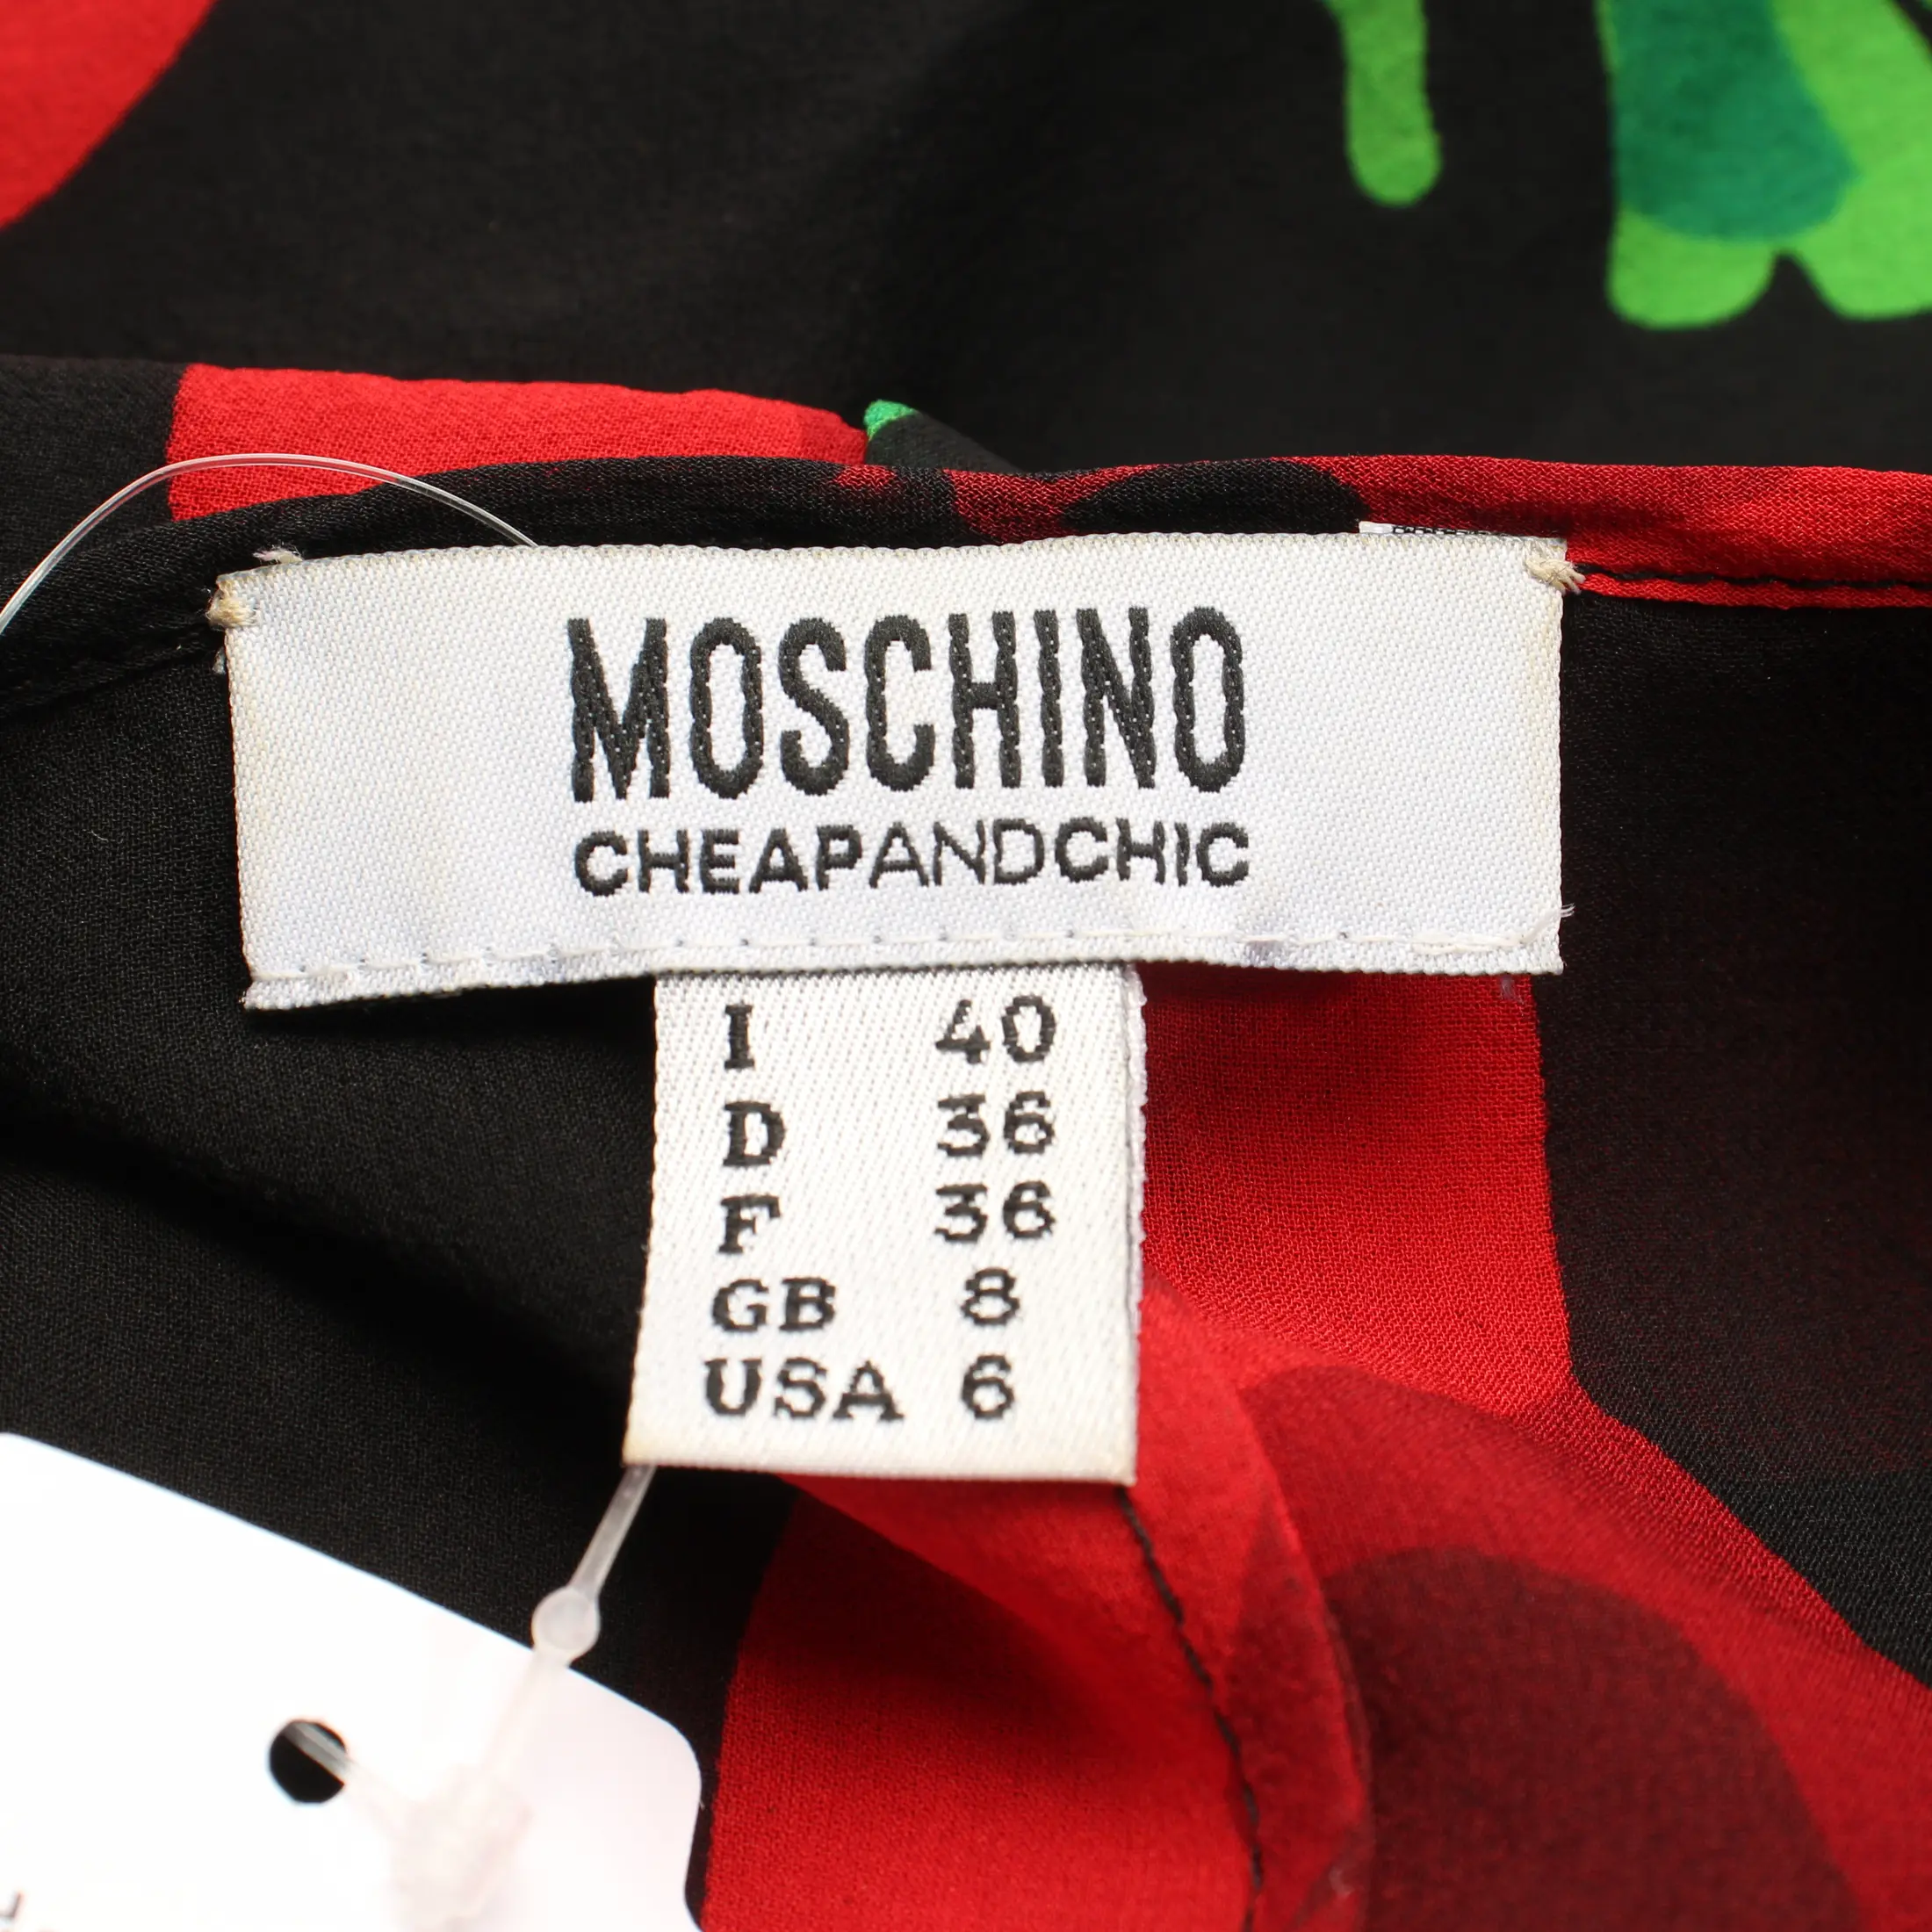 MOSCHINO
CHEAPANDCHIC
I 40
D 36
F 36
GB 8
USA 6